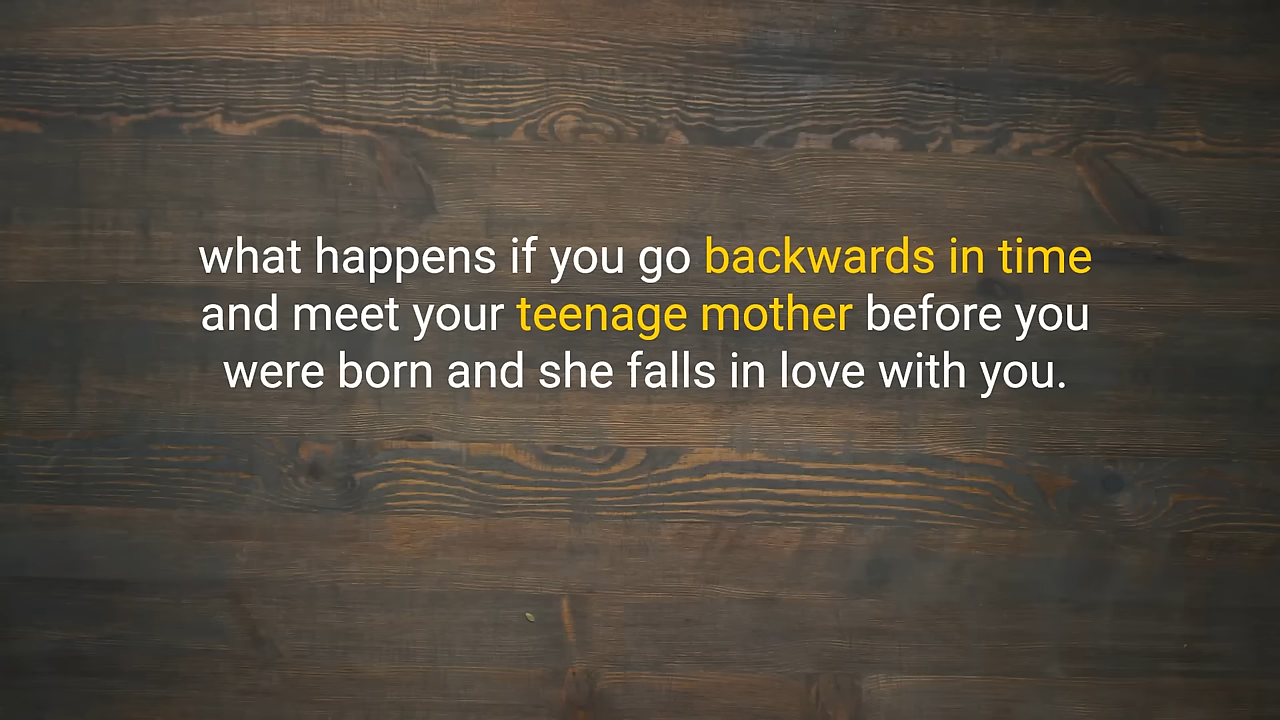 what happens if you go backwards in time
and meet your teenage mother before you
were born and she falls in love with you.